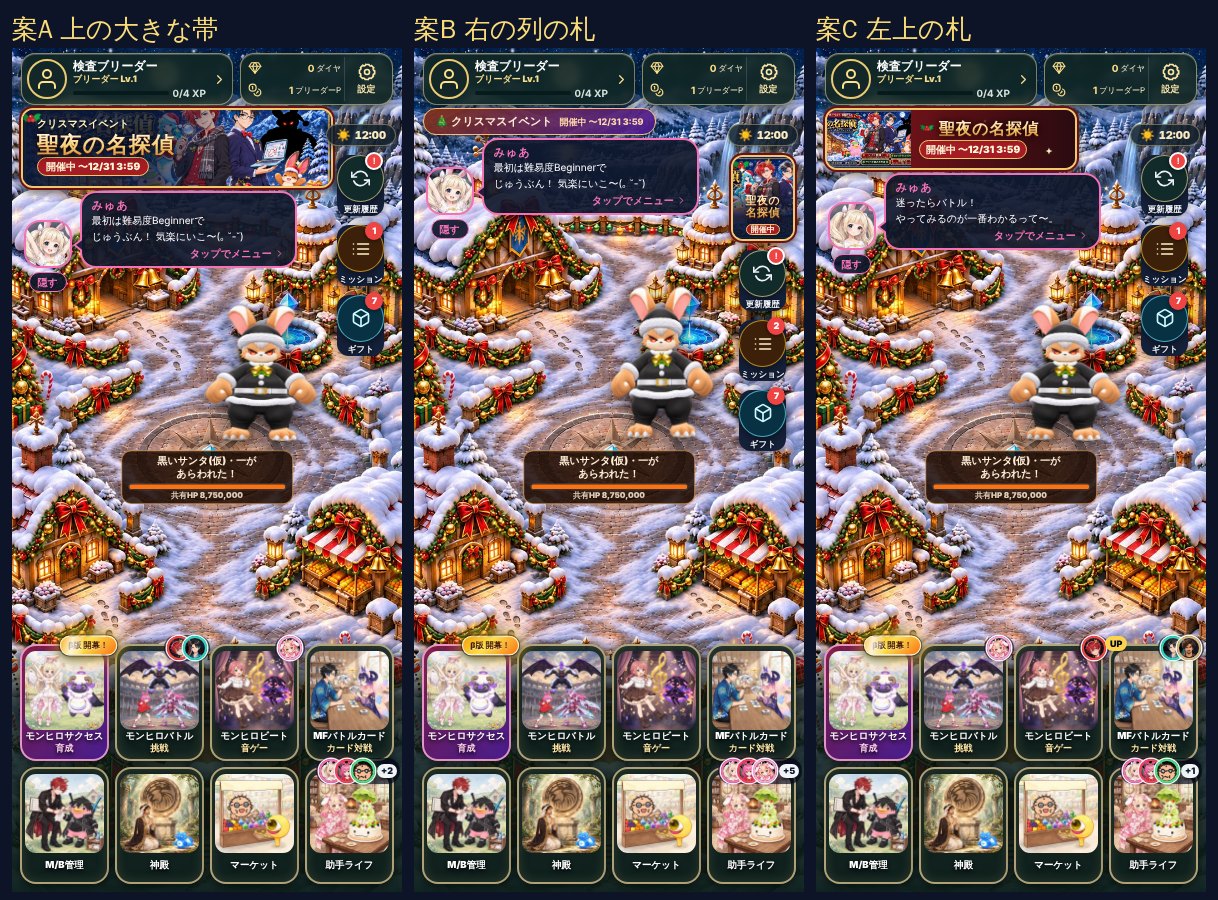 案A 上の大きな帯
検査ブリーダー
ブリーダー Lv.1
0/4 XP
0 ダイヤ
1 ブリーダーP
設定
クリスマスイベント
聖夜の名探偵
開催中 〜12/31 3:59
12:00
!
更新履歴
みゅあ
最初は難易度Beginnerで
じゅうぶん! 気楽にいこ〜(。ᵕ-ᵕ)
タップでメニュー
隠す
1
ミッション
7
ギフト
黒いサンタ(仮)・一が
あらわれた!
共有HP 8,750,000
β版 開幕!
モンヒロサクセス
育成
モンヒロバトル
挑戦
モンヒロビート
音ゲー
MFバトルカード
カード対戦
+2
M/B管理
神殿
マーケット
助手ライフ
案B 右の列の札
検査ブリーダー
ブリーダー Lv.1
0/4 XP
0 ダイヤ
1 ブリーダーP
設定
クリスマスイベント 開催中 〜12/31 3:59
12:00
みゅあ
最初は難易度Beginnerで
じゅうぶん! 気楽にいこ〜(。ᵕ-ᵕ)
タップでメニュー
隠す
聖夜の
名探偵
開催中
!
更新履歴
2
ミッション
7
ギフト
黒いサンタ(仮)・一が
あらわれた!
共有HP 8,750,000
β版 開幕!
モンヒロサクセス
育成
モンヒロバトル
挑戦
モンヒロビート
音ゲー
MFバトルカード
カード対戦
+5
M/B管理
神殿
マーケット
助手ライフ
案C 左上の札
検査ブリーダー
ブリーダー Lv.1
0/4 XP
0 ダイヤ
1 ブリーダーP
設定
聖夜の名探偵
開催中 〜12/31 3:59
12:00
!
更新履歴
みゅあ
迷ったらバトル!
やってみるのが一番わかるって〜。
タップでメニュー
隠す
1
ミッション
7
ギフト
黒いサンタ(仮)・一が
あらわれた!
共有HP 8,750,000
β版 開幕!
UP
モンヒロサクセス
育成
モンヒロバトル
挑戦
モンヒロビート
音ゲー
MFバトルカード
カード対戦
+1
M/B管理
神殿
マーケット
助手ライフ